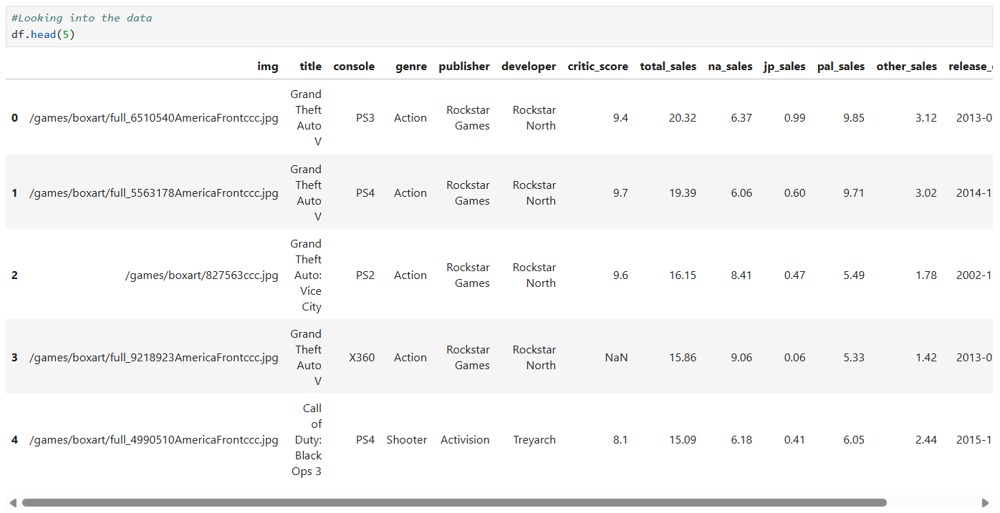 #Looking into the data
df.head(5)
img title console genre publisher developer critic_score total_sales na_sales jp_sales pal_sales other_sales release_
0 /games/boxart/full_6510540AmericaFrontccc.jpg Grand Theft Auto V PS3 Action Rockstar Games Rockstar North 9.4 20.32 6.37 0.99 9.85 3.12 2013-0
1 /games/boxart/full_5563178AmericaFrontccc.jpg Grand Theft Auto V PS4 Action Rockstar Games Rockstar North 9.7 19.39 6.06 0.60 9.71 3.02 2014-1
2 /games/boxart/827563ccc.jpg Grand Theft Auto: Vice City PS2 Action Rockstar Games Rockstar North 9.6 16.15 8.41 0.47 5.49 1.78 2002-1
3 /games/boxart/full_9218923AmericaFrontccc.jpg Grand Theft Auto V X360 Action Rockstar Games Rockstar North NaN 15.86 9.06 0.06 5.33 1.42 2013-0
4 /games/boxart/full_4990510AmericaFrontccc.jpg Call of Duty: Black Ops 3 PS4 Shooter Activision Treyarch 8.1 15.09 6.18 0.41 6.05 2.44 2015-1